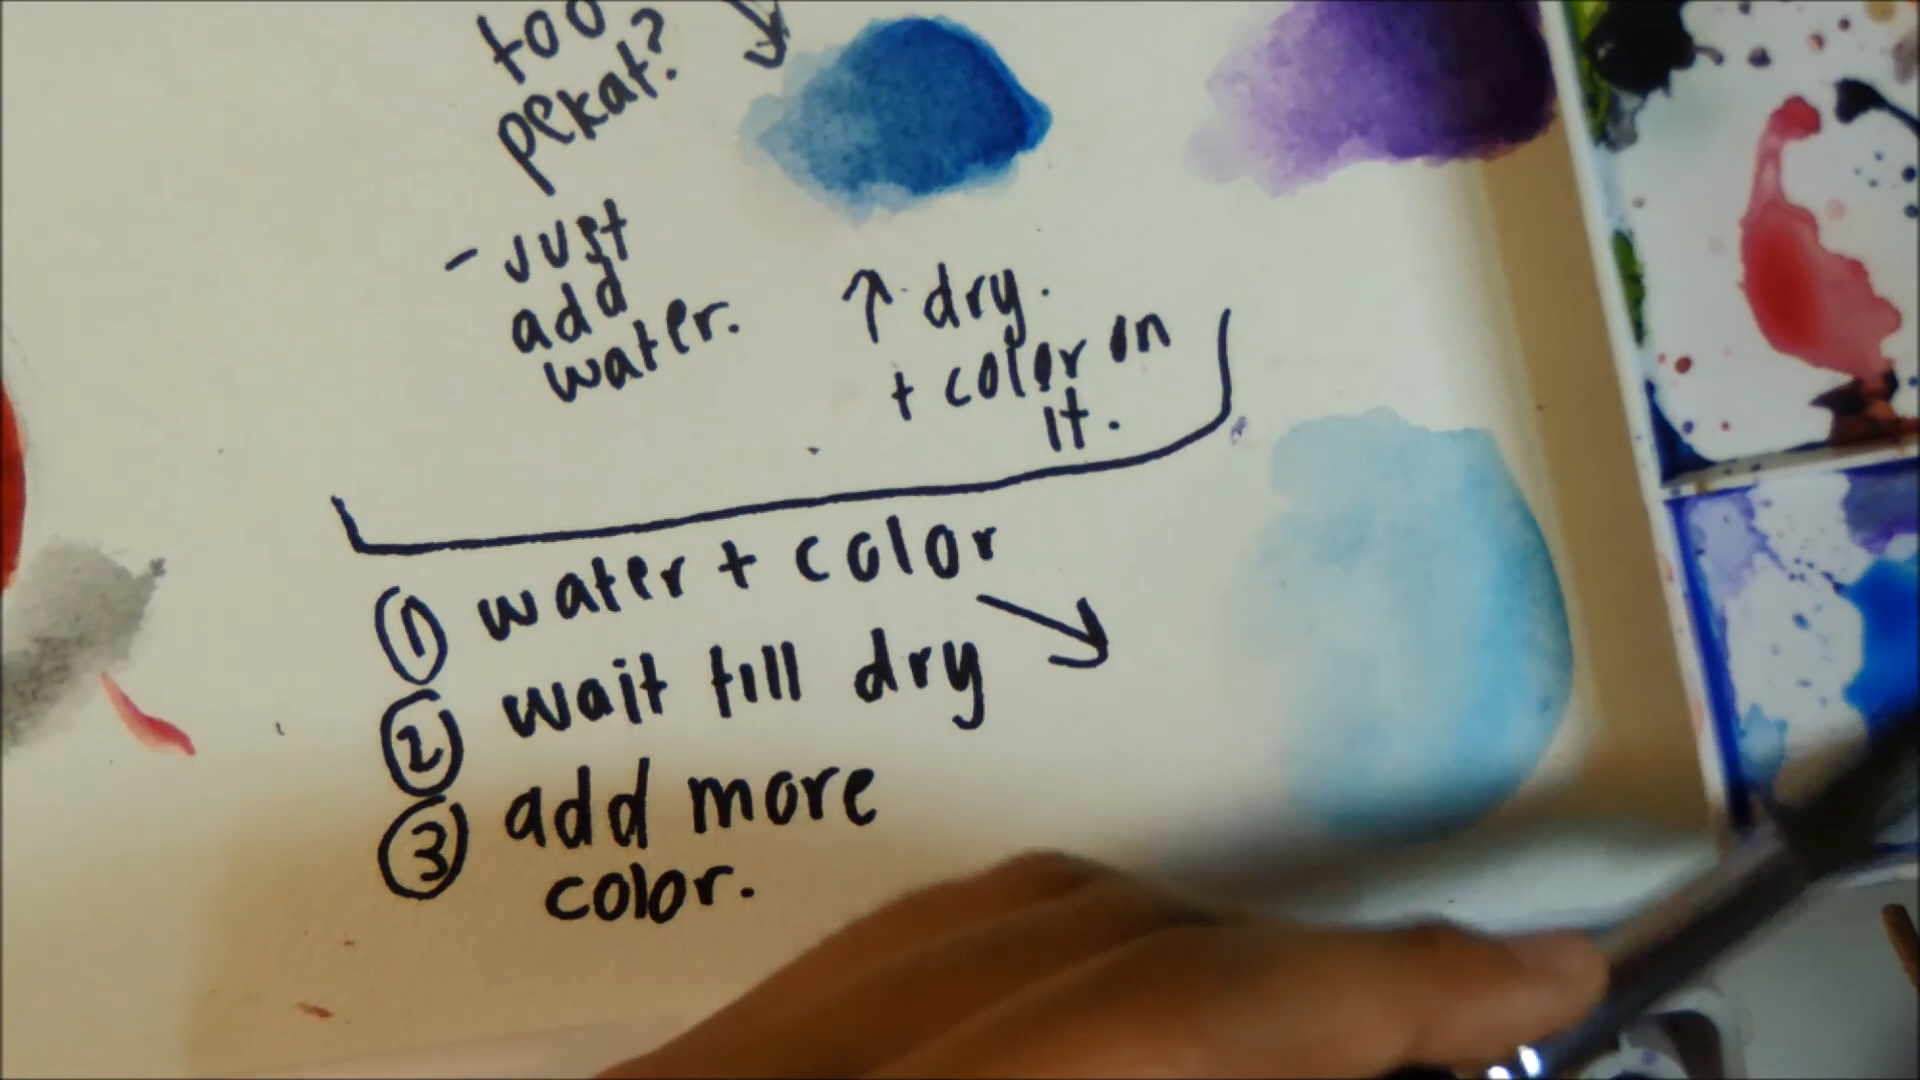 too
pekat?
- Just
add
water.
↑ dry.
+ color on
it.
① water + color
② wait till dry
③ add more
color.